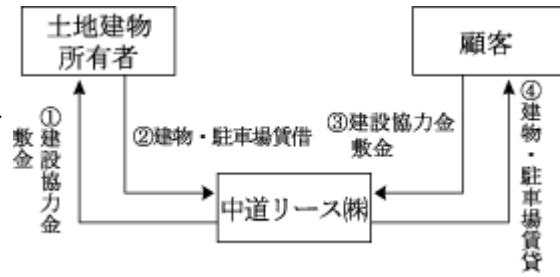 土地建物
所有者
顧客
①建設協力金
敷金
②建物・駐車場賃借
③建設協力金
敷金
④建物・駐車場賃貸
中道リース㈱